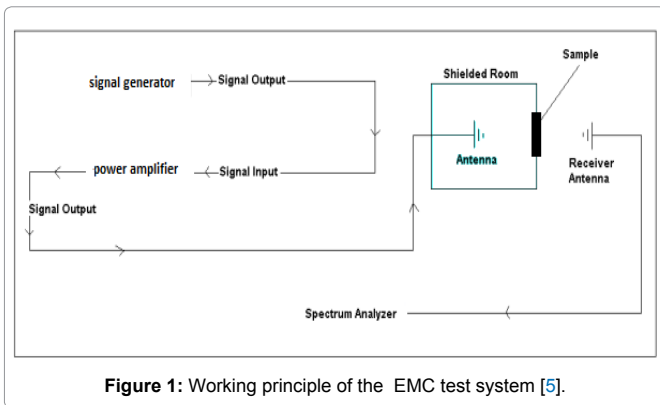 signal generator
Signal Output
Shielded Room
Sample
Antenna
Receiver
Antenna
power amplifier
Signal Input
Signal Output
Spectrum Analyzer
Figure 1: Working principle of the EMC test system [5].